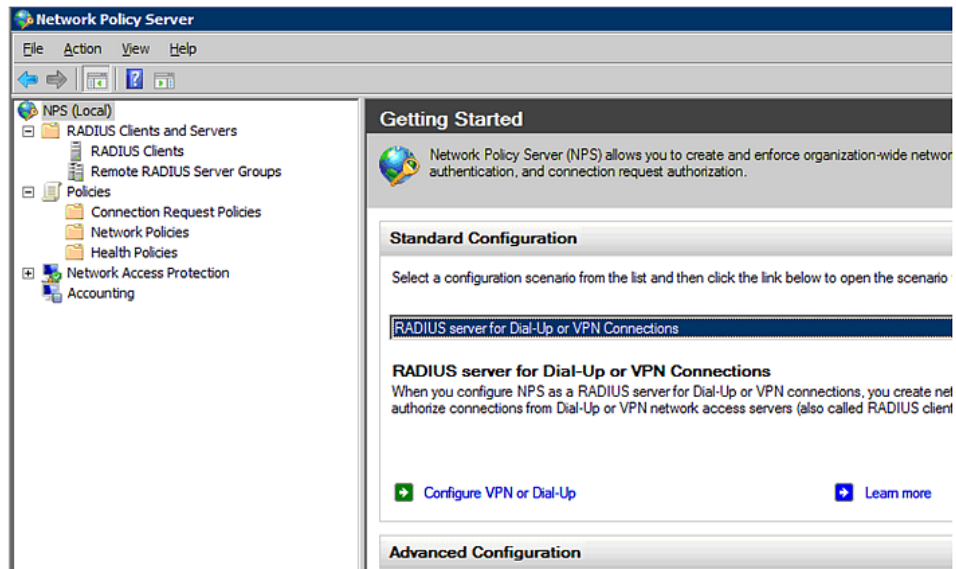 Network Policy Server
File Action View Help
NPS (Local)
RADIUS Clients and Servers
RADIUS Clients
Remote RADIUS Server Groups
Policies
Connection Request Policies
Network Policies
Health Policies
Network Access Protection
Accounting
Getting Started
Network Policy Server (NPS) allows you to create and enforce organization-wide networ
authentication, and connection request authorization.
Standard Configuration
Select a configuration scenario from the list and then click the link below to open the scenario
RADIUS server for Dial-Up or VPN Connections
RADIUS server for Dial-Up or VPN Connections
When you configure NPS as a RADIUS server for Dial-Up or VPN connections, you create net
authorize connections from Dial-Up or VPN network access servers (also called RADIUS client
Configure VPN or Dial-Up Learn more
Advanced Configuration